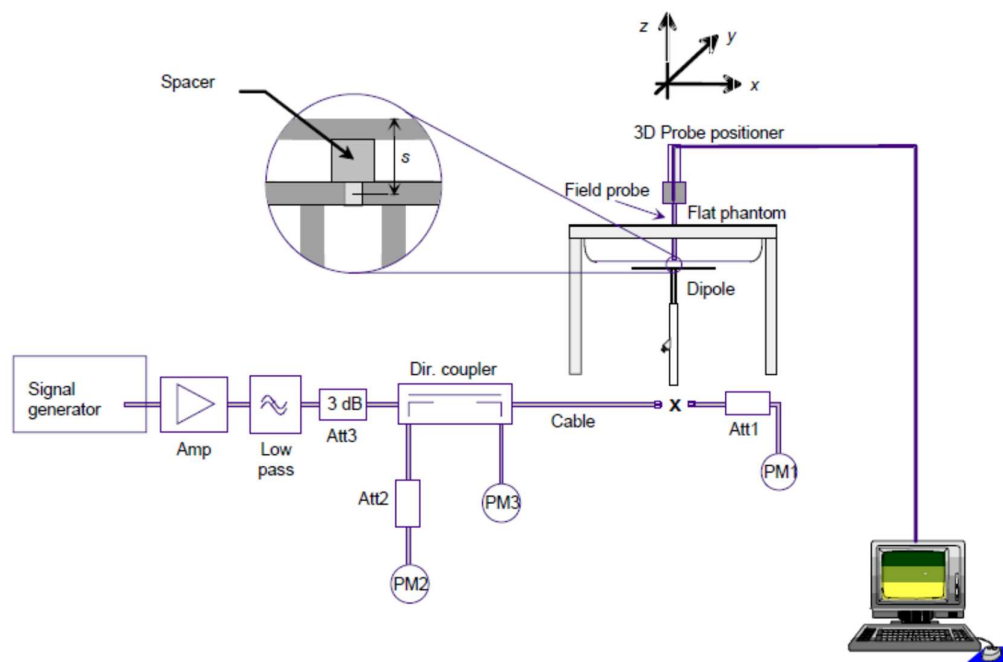 z
y
x
Spacer
s
3D Probe positioner
Field probe
Flat phantom
Dipole
Signal
generator
Amp
Low
pass
3 dB
Att3
Dir. coupler
Cable
X
Att1
PM1
Att2
PM3
PM2